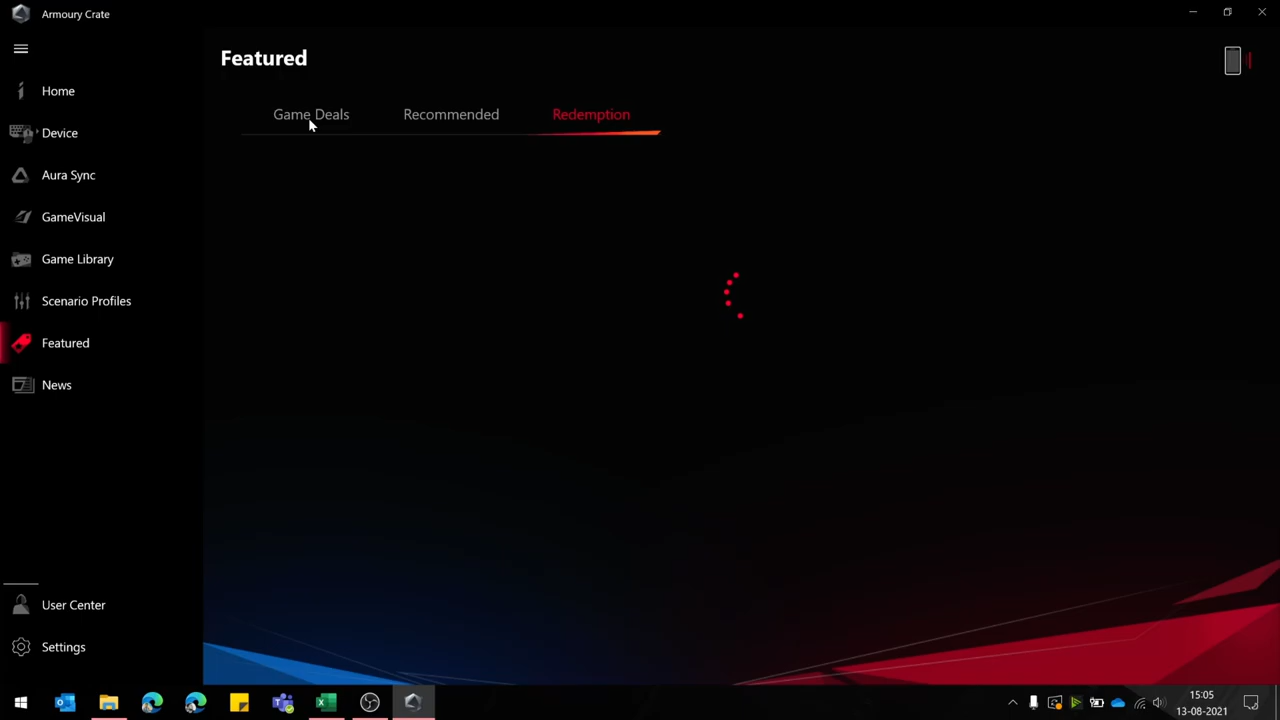 Armoury Crate
Featured
Game Deals
Recommended
Redemption
Home
Device
Aura Sync
GameVisual
Game Library
Scenario Profiles
Featured
News
User Center
Settings
15:05
13-08-2021